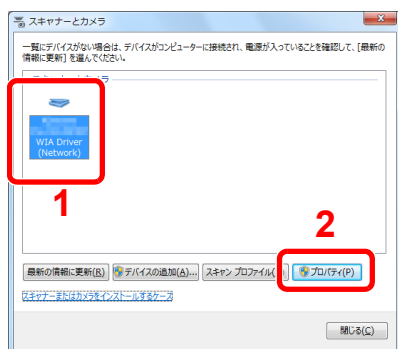 スキャナーとカメラ
一覧にデバイスがない場合は、デバイスがコンピューターに接続され、電源が入っていることを確認して、[最新の
情報に更新] を選んでください。
WIA Driver
(Network)
1
2
最新の情報に更新(R)
デバイスの追加(A)...
スキャン プロファイル(
プロパティ(P)
スキャナーまたはカメラをインストールするケース
閉じる(C)